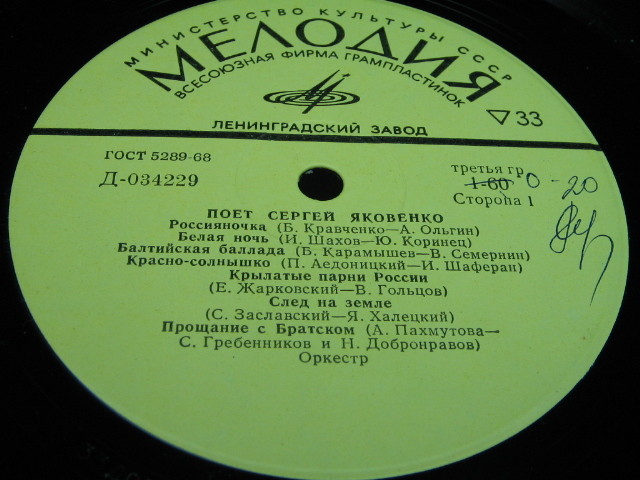 МИНИСТЕРСТВО КУЛЬТУРЫ СССР
МЕЛОДИЯ
ВСЕСОЮЗНАЯ ФИРМА ГРАМПЛАСТИНОК
33
ЛЕНИНГРАДСКИЙ ЗАВОД
ГОСТ 5289-68
Д-034229
третья гр.
1-60 0-20
Сторона 1
ПОЕТ СЕРГЕЙ ЯКОВЕНКО
Россияночка (Б. Кравченко—А. Ольгин)
Белая ночь (И. Шахов—Ю. Коринец)
Балтийская баллада (Б. Карамышев—В. Семернин)
Красно-солнышко (П. Аедоницкий—И. Шаферан)
Крылатые парни России
(Е. Жарковский—В. Гольцов)
След на земле
(С. Заславский—Я. Халецкий)
Прощание с Братском (А. Пахмутова—
С. Гребенников и Н. Добронравов)
Оркестр